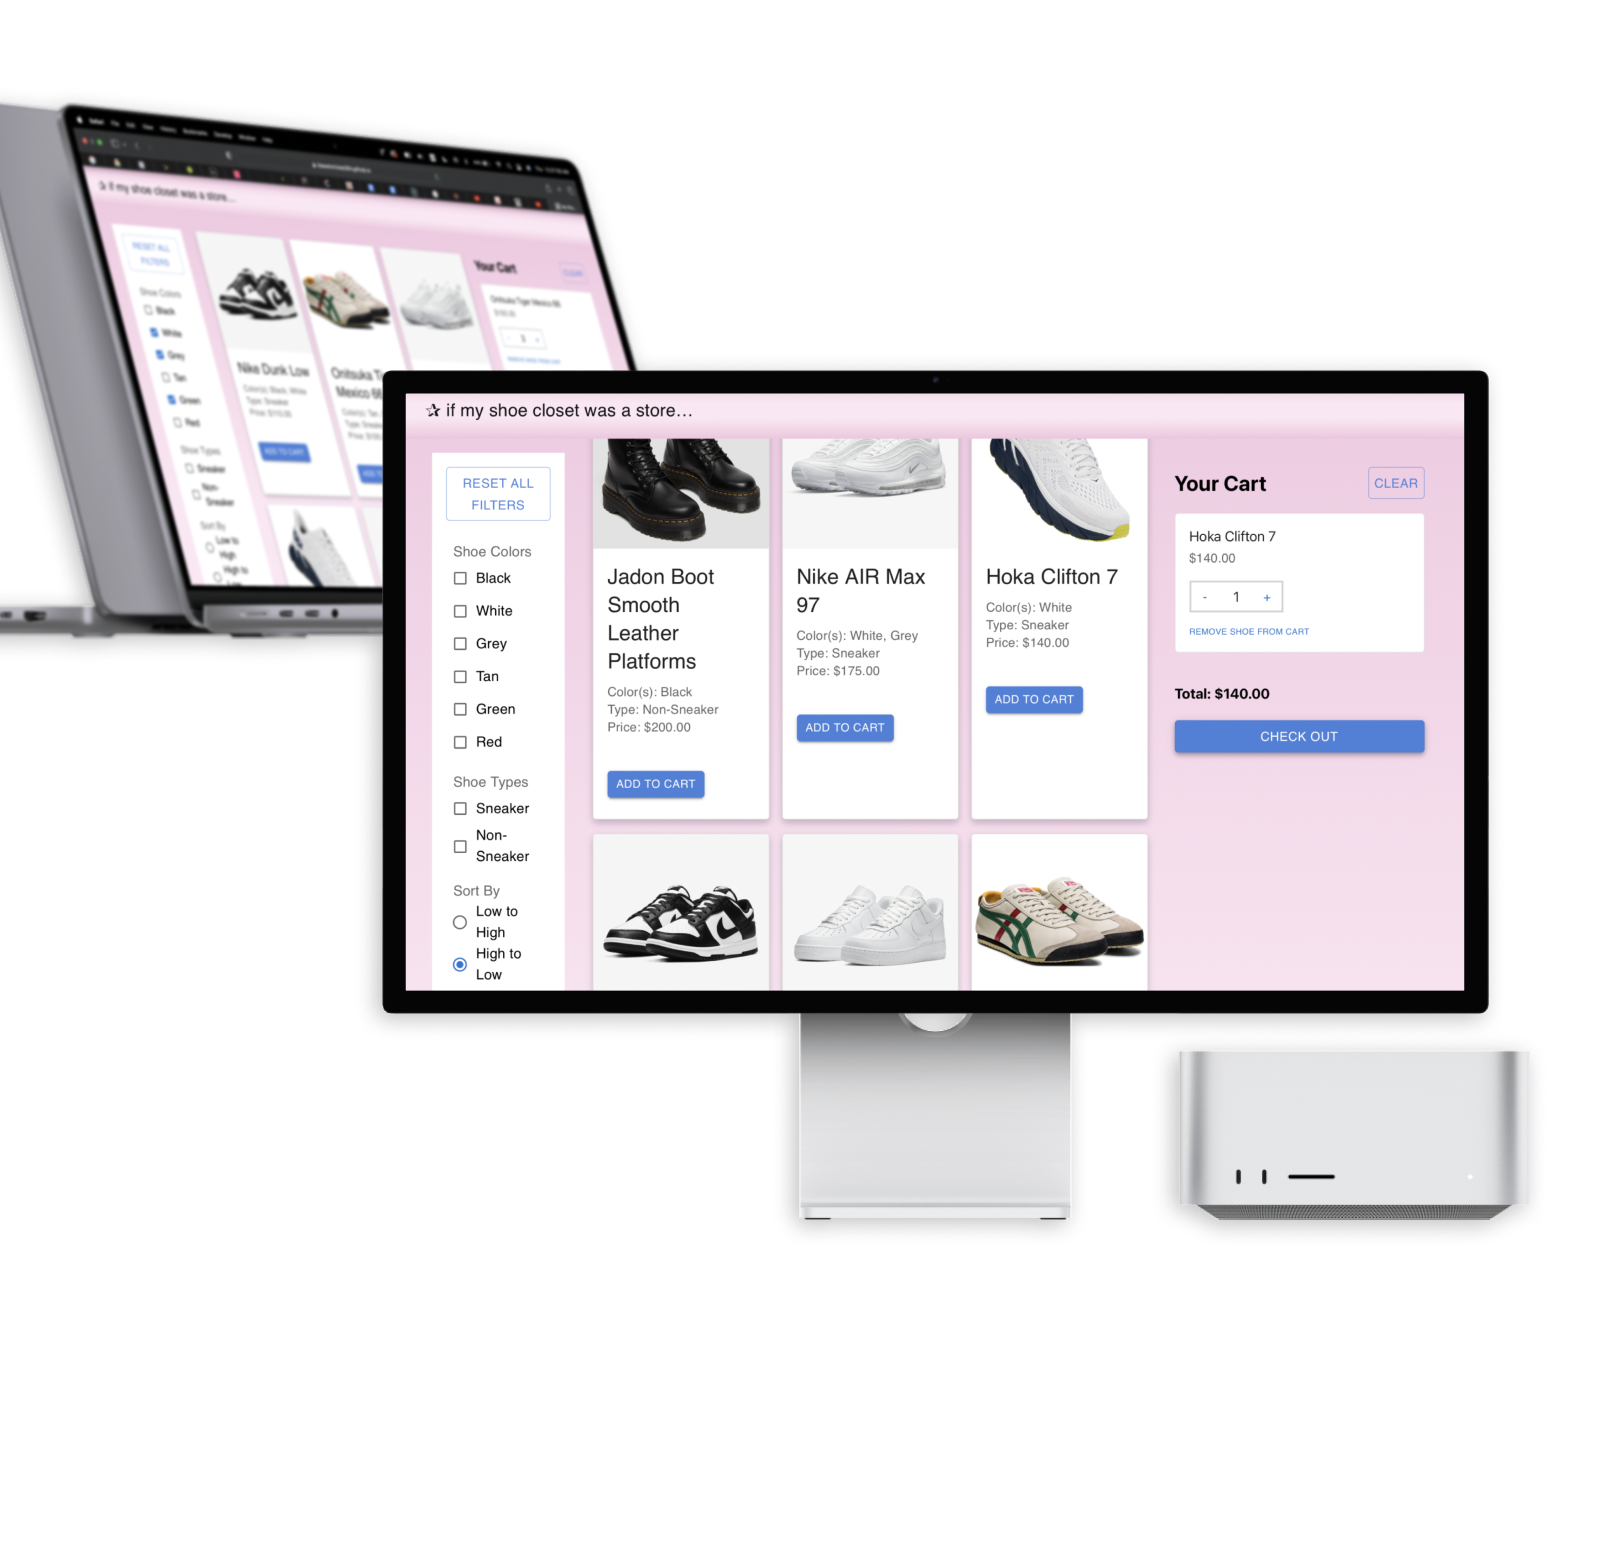 ✰ if my shoe closet was a store...
RESET ALL
FILTERS
Shoe Colors
Black
White
Grey
Tan
Green
Red
Shoe Types
Sneaker
Non-
Sneaker
Sort By
Low to
High
Your Cart
CLEAR
Onitsuka Tiger Mexico 66
Nike Dunk Low
Color(s): Black, White
Type: Sneaker
ADD TO CART
Onitsuka
Mexico 66
✰ if my shoe closet was a store...
RESET ALL
FILTERS
Shoe Colors
Black
White
Grey
Tan
Green
Red
Shoe Types
Sneaker
Non-
Sneaker
Sort By
Low to
High
High to
Low
Jadon Boot
Smooth
Leather
Platforms
Color(s): Black
Type: Non-Sneaker
Price: $200.00
ADD TO CART
Nike AIR Max
97
Color(s): White, Grey
Type: Sneaker
Price: $175.00
ADD TO CART
Hoka Clifton 7
Color(s): White
Type: Sneaker
Price: $140.00
ADD TO CART
Your Cart
CLEAR
Hoka Clifton 7
$140.00
- 1 +
REMOVE SHOE FROM CART
Total: $140.00
CHECK OUT